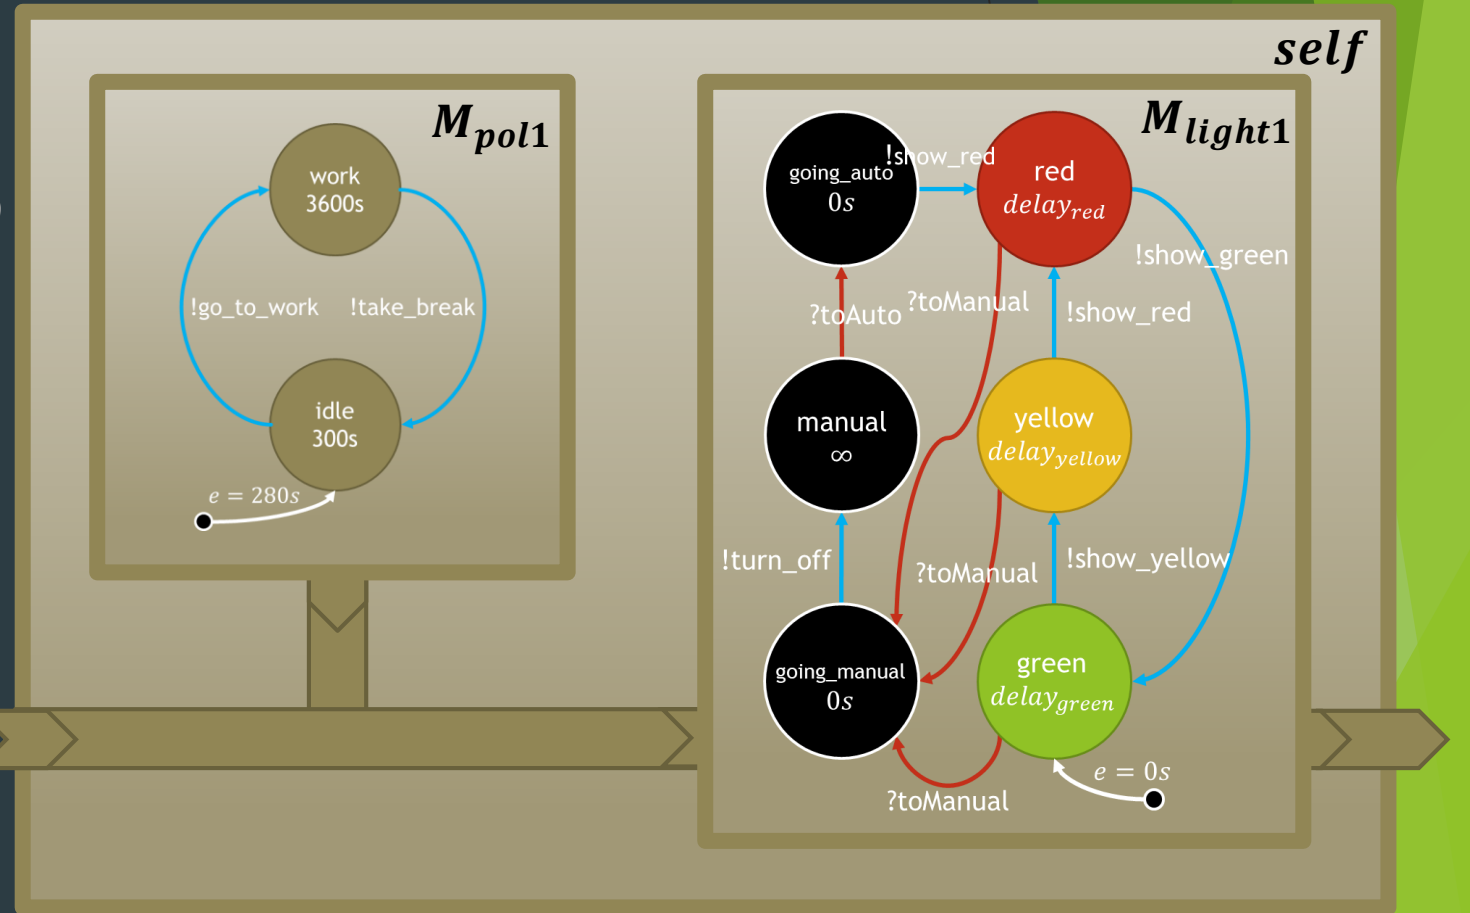 self
M_pol1
work
3600s
!go_to_work
!take_break
idle
300s
e = 280s
M_light1
going_auto
0s
!show_red
red
delay_red
!show_green
?toAuto
?toManual
!show_red
manual
∞
yellow
delay_yellow
!turn_off
?toManual
!show_yellow
going_manual
0s
green
delay_green
e = 0s
?toManual